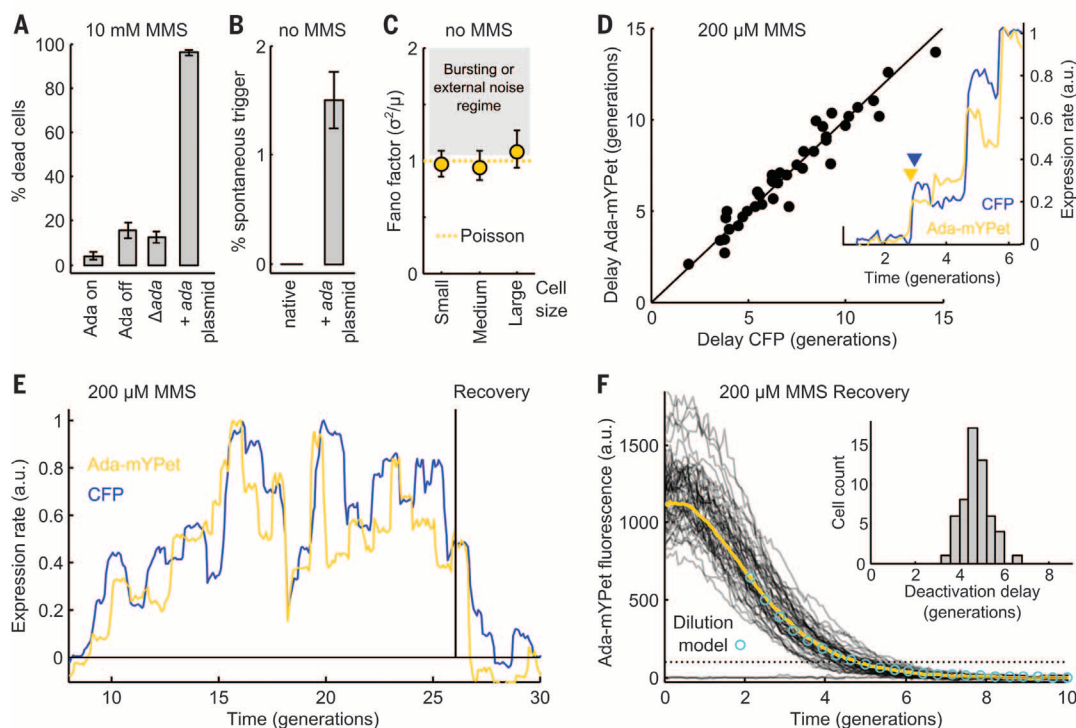 A
10 mM MMS
% dead cells
100
80
60
40
20
0
Ada on
Ada off
Δada
+ ada
plasmid
B
no MMS
% spontaneous trigger
2
1
0
native
+ ada
plasmid
C
no MMS
Fano factor (σ²/μ)
2
1
0
Bursting or
external noise
regime
Poisson
Small
Medium
Large
Cell
size
D
200 μM MMS
Delay Ada-mYPet (generations)
15
10
5
0
5
10
15
Delay CFP (generations)
CFP
Ada-mYPet
0
2
4
6
Time (generations)
1
0.8
0.6
0.4
0.2
0
Expression rate (a.u.)
E
200 μM MMS
Recovery
Expression rate (a.u.)
1
0.8
0.6
0.4
0.2
0
Ada-mYPet
CFP
10
15
20
25
30
Time (generations)
F
200 μM MMS Recovery
Ada-mYPet fluorescence (a.u.)
1500
1000
500
0
Dilution
model
0
2
4
6
8
10
Time (generations)
Cell count
15
10
5
0
0
2
4
6
8
Deactivation delay
(generations)